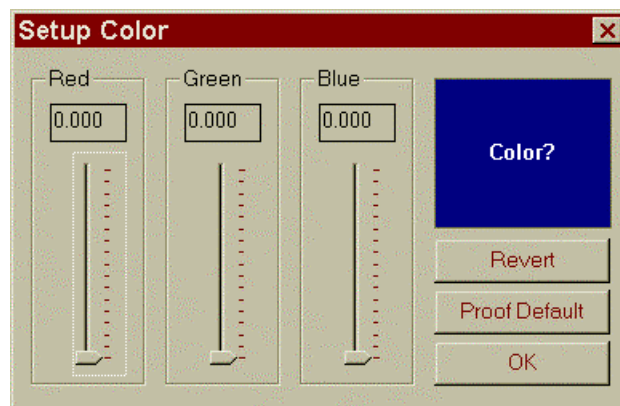 Setup Color
Red Green Blue
0.000 0.000 0.000
Color?
Revert
Proof Default
OK